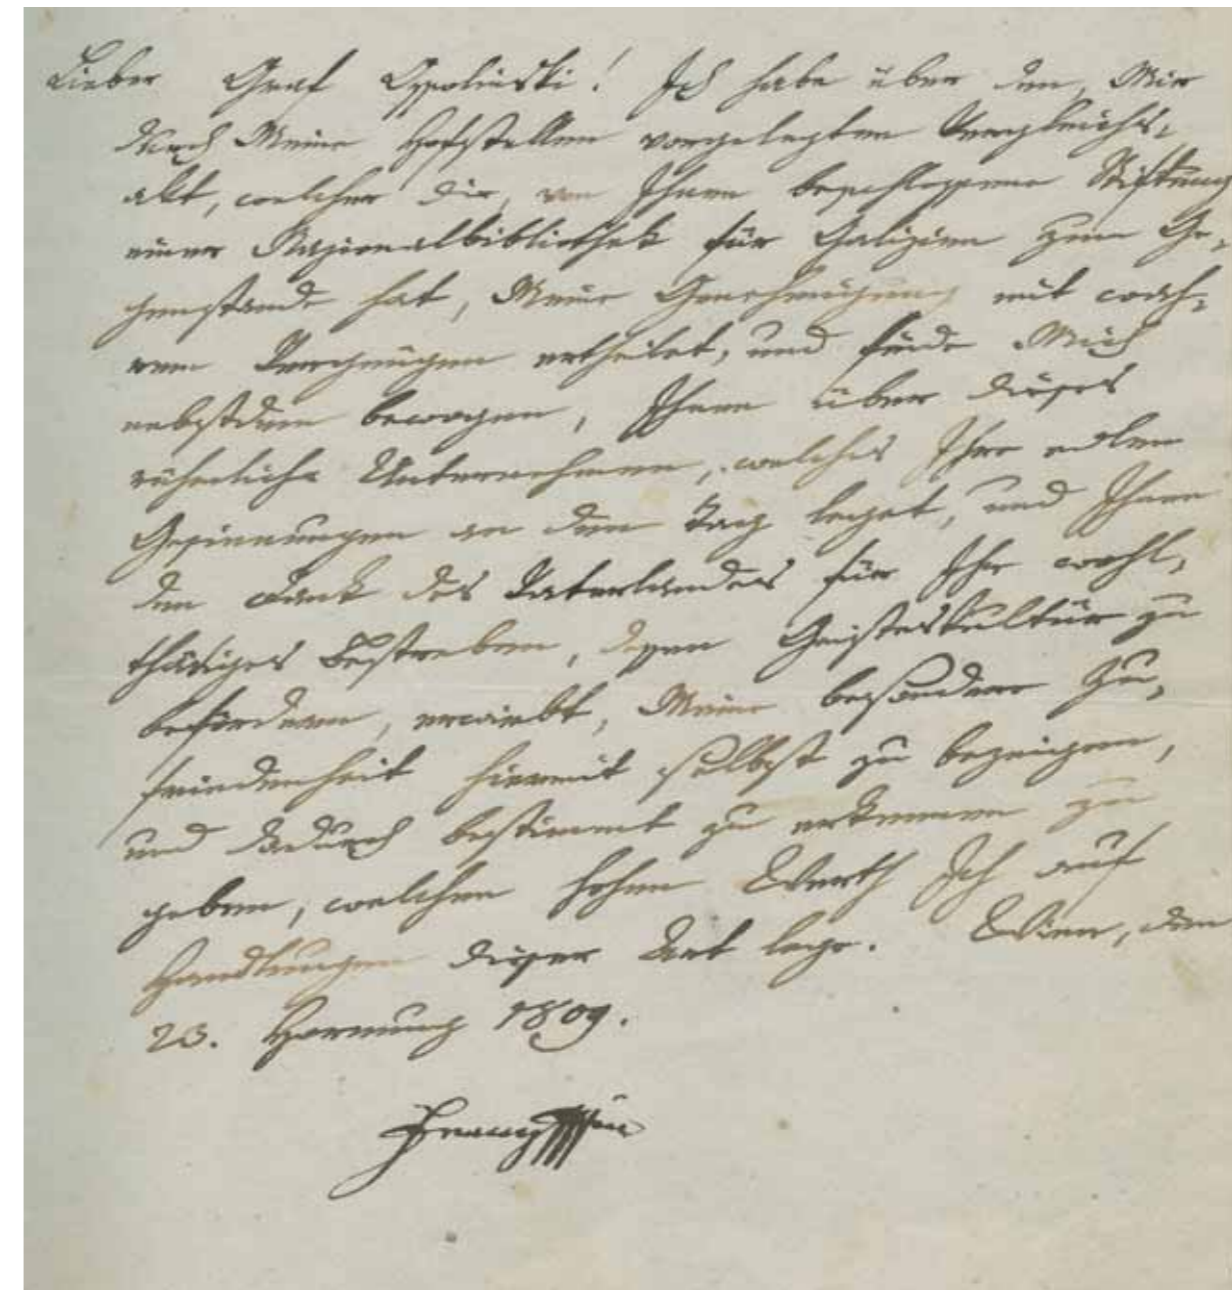 Lieber Graf Ossolinski! Ich habe über den, Mir
durch Meine Hofstellen vorgelegten Vergleichs-
akt, welcher die, von Ihnen beschlossene Stiftung
einer Nazionalbibliothek für Galizien zum Ge-
genstande hat, Meine Genehmigung mit wah-
rem Vergnügen ertheilet, und finde Mich
nebstdem bewogen, Ihnen über dieses
rühmliche Unternehmen, welches Ihre edlen
Gesinnungen an den Tag leget, und Ihnen
den Dank des Vaterlandes für Ihr wohl-
thätiges Bestreben, dessen Geisteskultur zu
befördern, erwirbt, Meine besondere Zu-
friedenheit hiermit selbst zu bezeigen,
und dadurch bestimmt zu erkennen zu
geben, welchen hohen Werth Ich auf
Handlungen dieser Art lege. Wien, den
23. Hornung 1809.
Franz